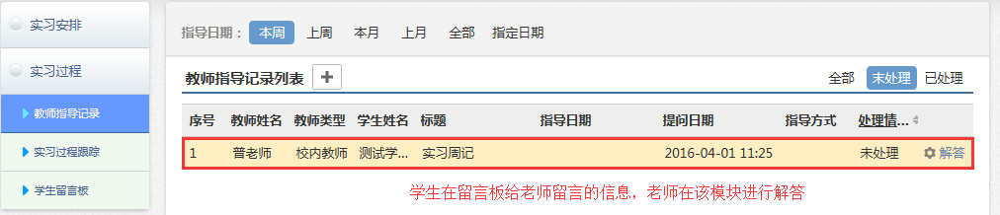 实习安排
实习过程
教师指导记录
实习过程跟踪
学生留言板
指导日期： 本周 上周 本月 上月 全部 指定日期
教师指导记录列表 全部 未处理 已处理
序号 教师姓名 教师类型 学生姓名 标题 指导日期 提问日期 指导方式 处理情...
1 普老师 校内教师 测试学... 实习周记 2016-04-01 11:25 未处理 解答
学生在留言板给老师留言的信息，老师在该模块进行解答